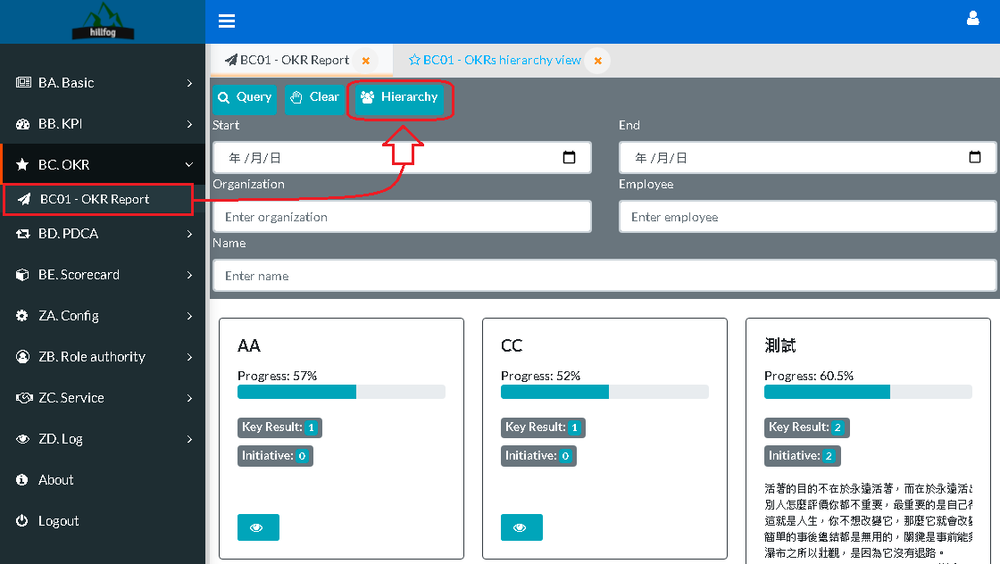 hillfog
BC01 - OKR Report
BC01 - OKRs hierarchy view
BA. Basic
BB. KPI
BC. OKR
BC01 - OKR Report
BD. PDCA
BE. Scorecard
ZA. Config
ZB. Role authority
ZC. Service
ZD. Log
About
Logout
Query Clear Hierarchy
Start End
年 /月/日 年 /月/日
Organization Employee
Enter organization Enter employee
Name
Enter name
AA
Progress: 57%
Key Result: 1
Initiative: 0
CC
Progress: 52%
Key Result: 1
Initiative: 0
測試
Progress: 60.5%
Key Result: 2
Initiative: 2
活著的目的不在於永遠活著，而在於永遠活出
別人怎麼評價你都不重要，最重要的是自己得
這就是人生，你不想改變它，那麼它就會改變
簡單的事後總結都是無用的，關鍵是事前能多
瀑布之所以壯觀，是因為它沒有退路。